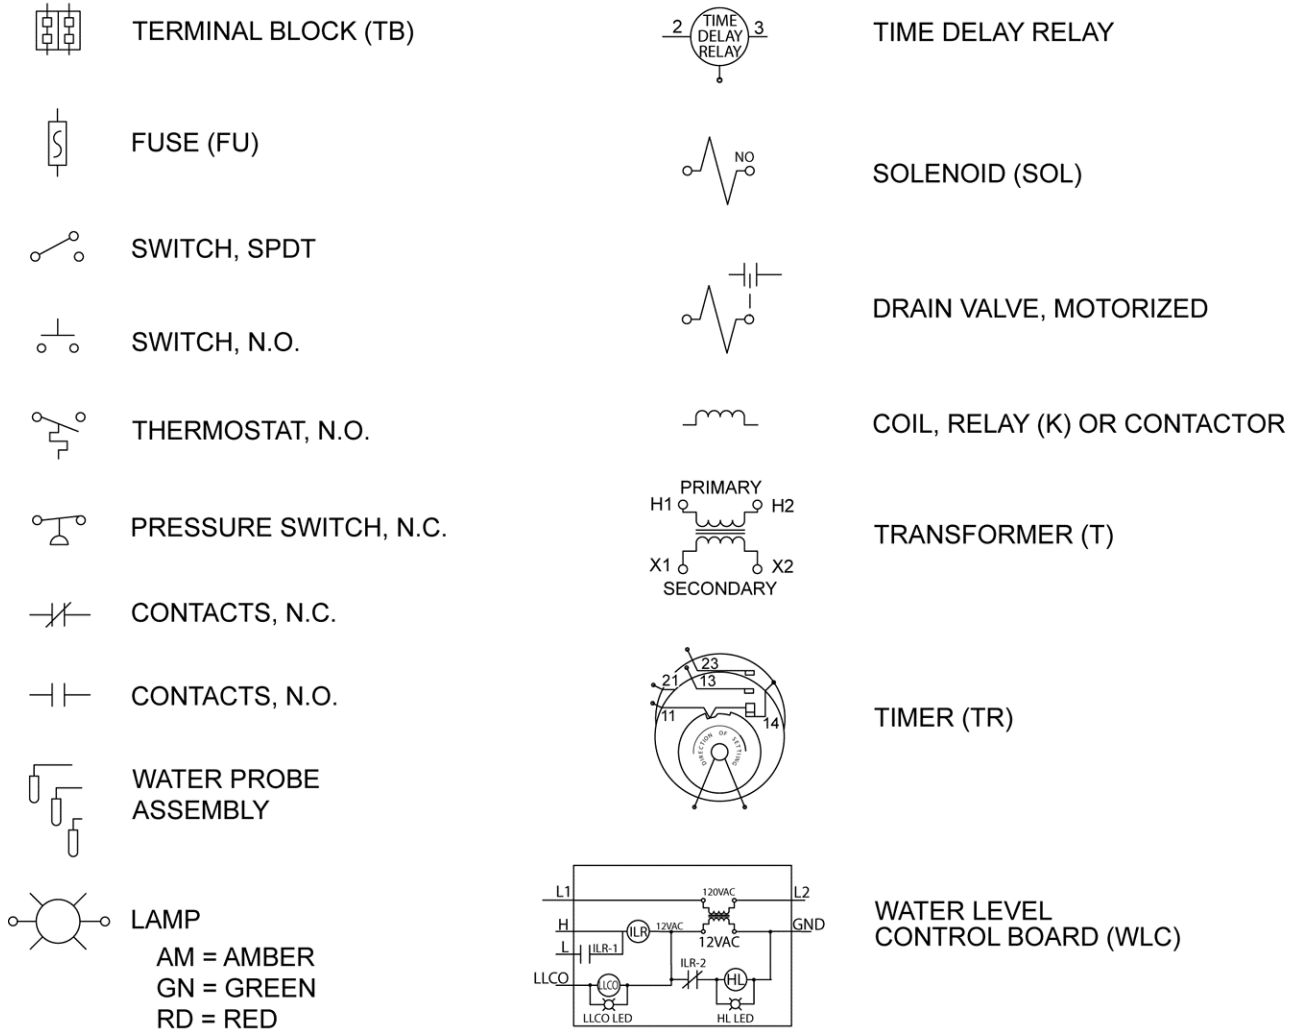 TERMINAL BLOCK (TB)
FUSE (FU)
SWITCH, SPDT
SWITCH, N.O.
THERMOSTAT, N.O.
PRESSURE SWITCH, N.C.
CONTACTS, N.C.
CONTACTS, N.O.
WATER PROBE
ASSEMBLY
LAMP
AM = AMBER
GN = GREEN
RD = RED
2
TIME
DELAY
RELAY
3
TIME DELAY RELAY
NO
SOLENOID (SOL)
DRAIN VALVE, MOTORIZED
COIL, RELAY (K) OR CONTACTOR
PRIMARY
H1 H2
X1 X2
SECONDARY
TRANSFORMER (T)
23
21 13
11 14
DIRECTION OF SETTING
TIMER (TR)
L1 120VAC L2
H ILR 12VAC 12VAC GND
L ILR-1
ILR-2
LLCO LLCO HL
LLCO LED HL LED
WATER LEVEL
CONTROL BOARD (WLC)